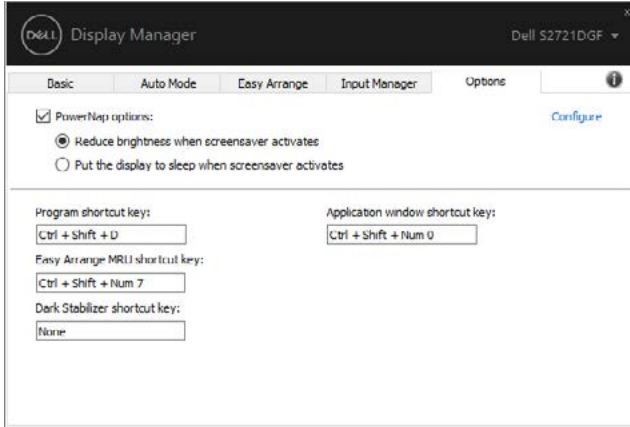 DELL Display Manager
Dell S2721DGF
x
Basic Auto Mode Easy Arrange Input Manager Options
PowerNap options: Configure
Reduce brightness when screensaver activates
Put the display to sleep when screensaver activates
Program shortcut key: Application window shortcut key:
Ctrl + Shift + D Ctrl + Shift + Num 0
Easy Arrange MRU shortcut key:
Ctrl + Shift + Num 7
Dark Stabilizer shortcut key:
None